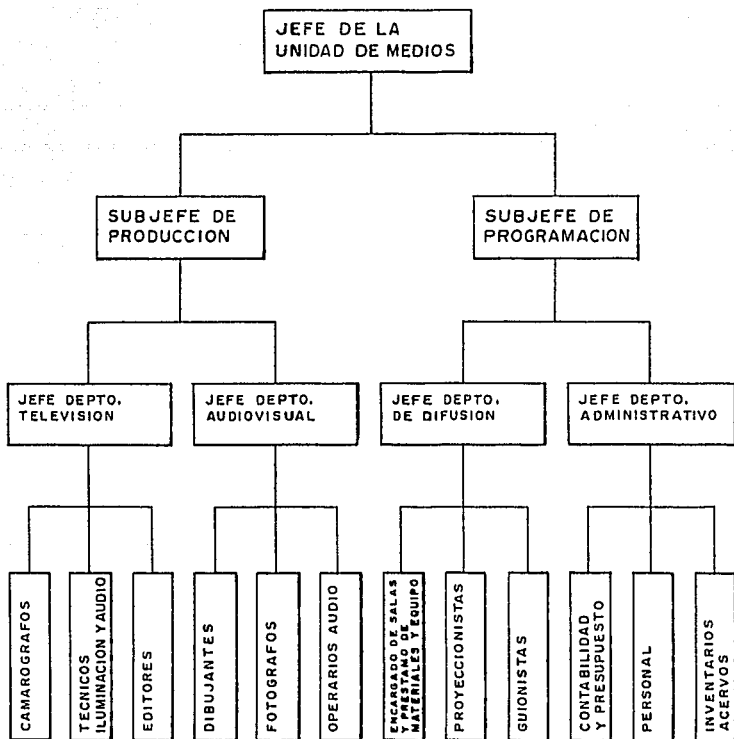 JEFE DE LA
UNIDAD DE MEDIOS
SUBJEFE DE
PRODUCCION
SUBJEFE DE
PROGRAMACION
JEFE DEPTO.
TELEVISION
JEFE DEPTO.
AUDIOVISUAL
JEFE DEPTO.
DE DIFUSION
JEFE DEPTO.
ADMINISTRATIVO
CAMAROGRAFOS
TECNICOS
ILUMINACION Y AUDIO
EDITORES
DIBUJANTES
FOTOGRAFOS
OPERARIOS AUDIO
ENCARGADO DE SALAS
Y PRESTAMO DE
MATERIALES Y EQUIPO
PROYECCIONISTAS
GUIONISTAS
CONTABILIDAD
Y PRESUPUESTO
PERSONAL
INVENTARIOS
ACERVOS